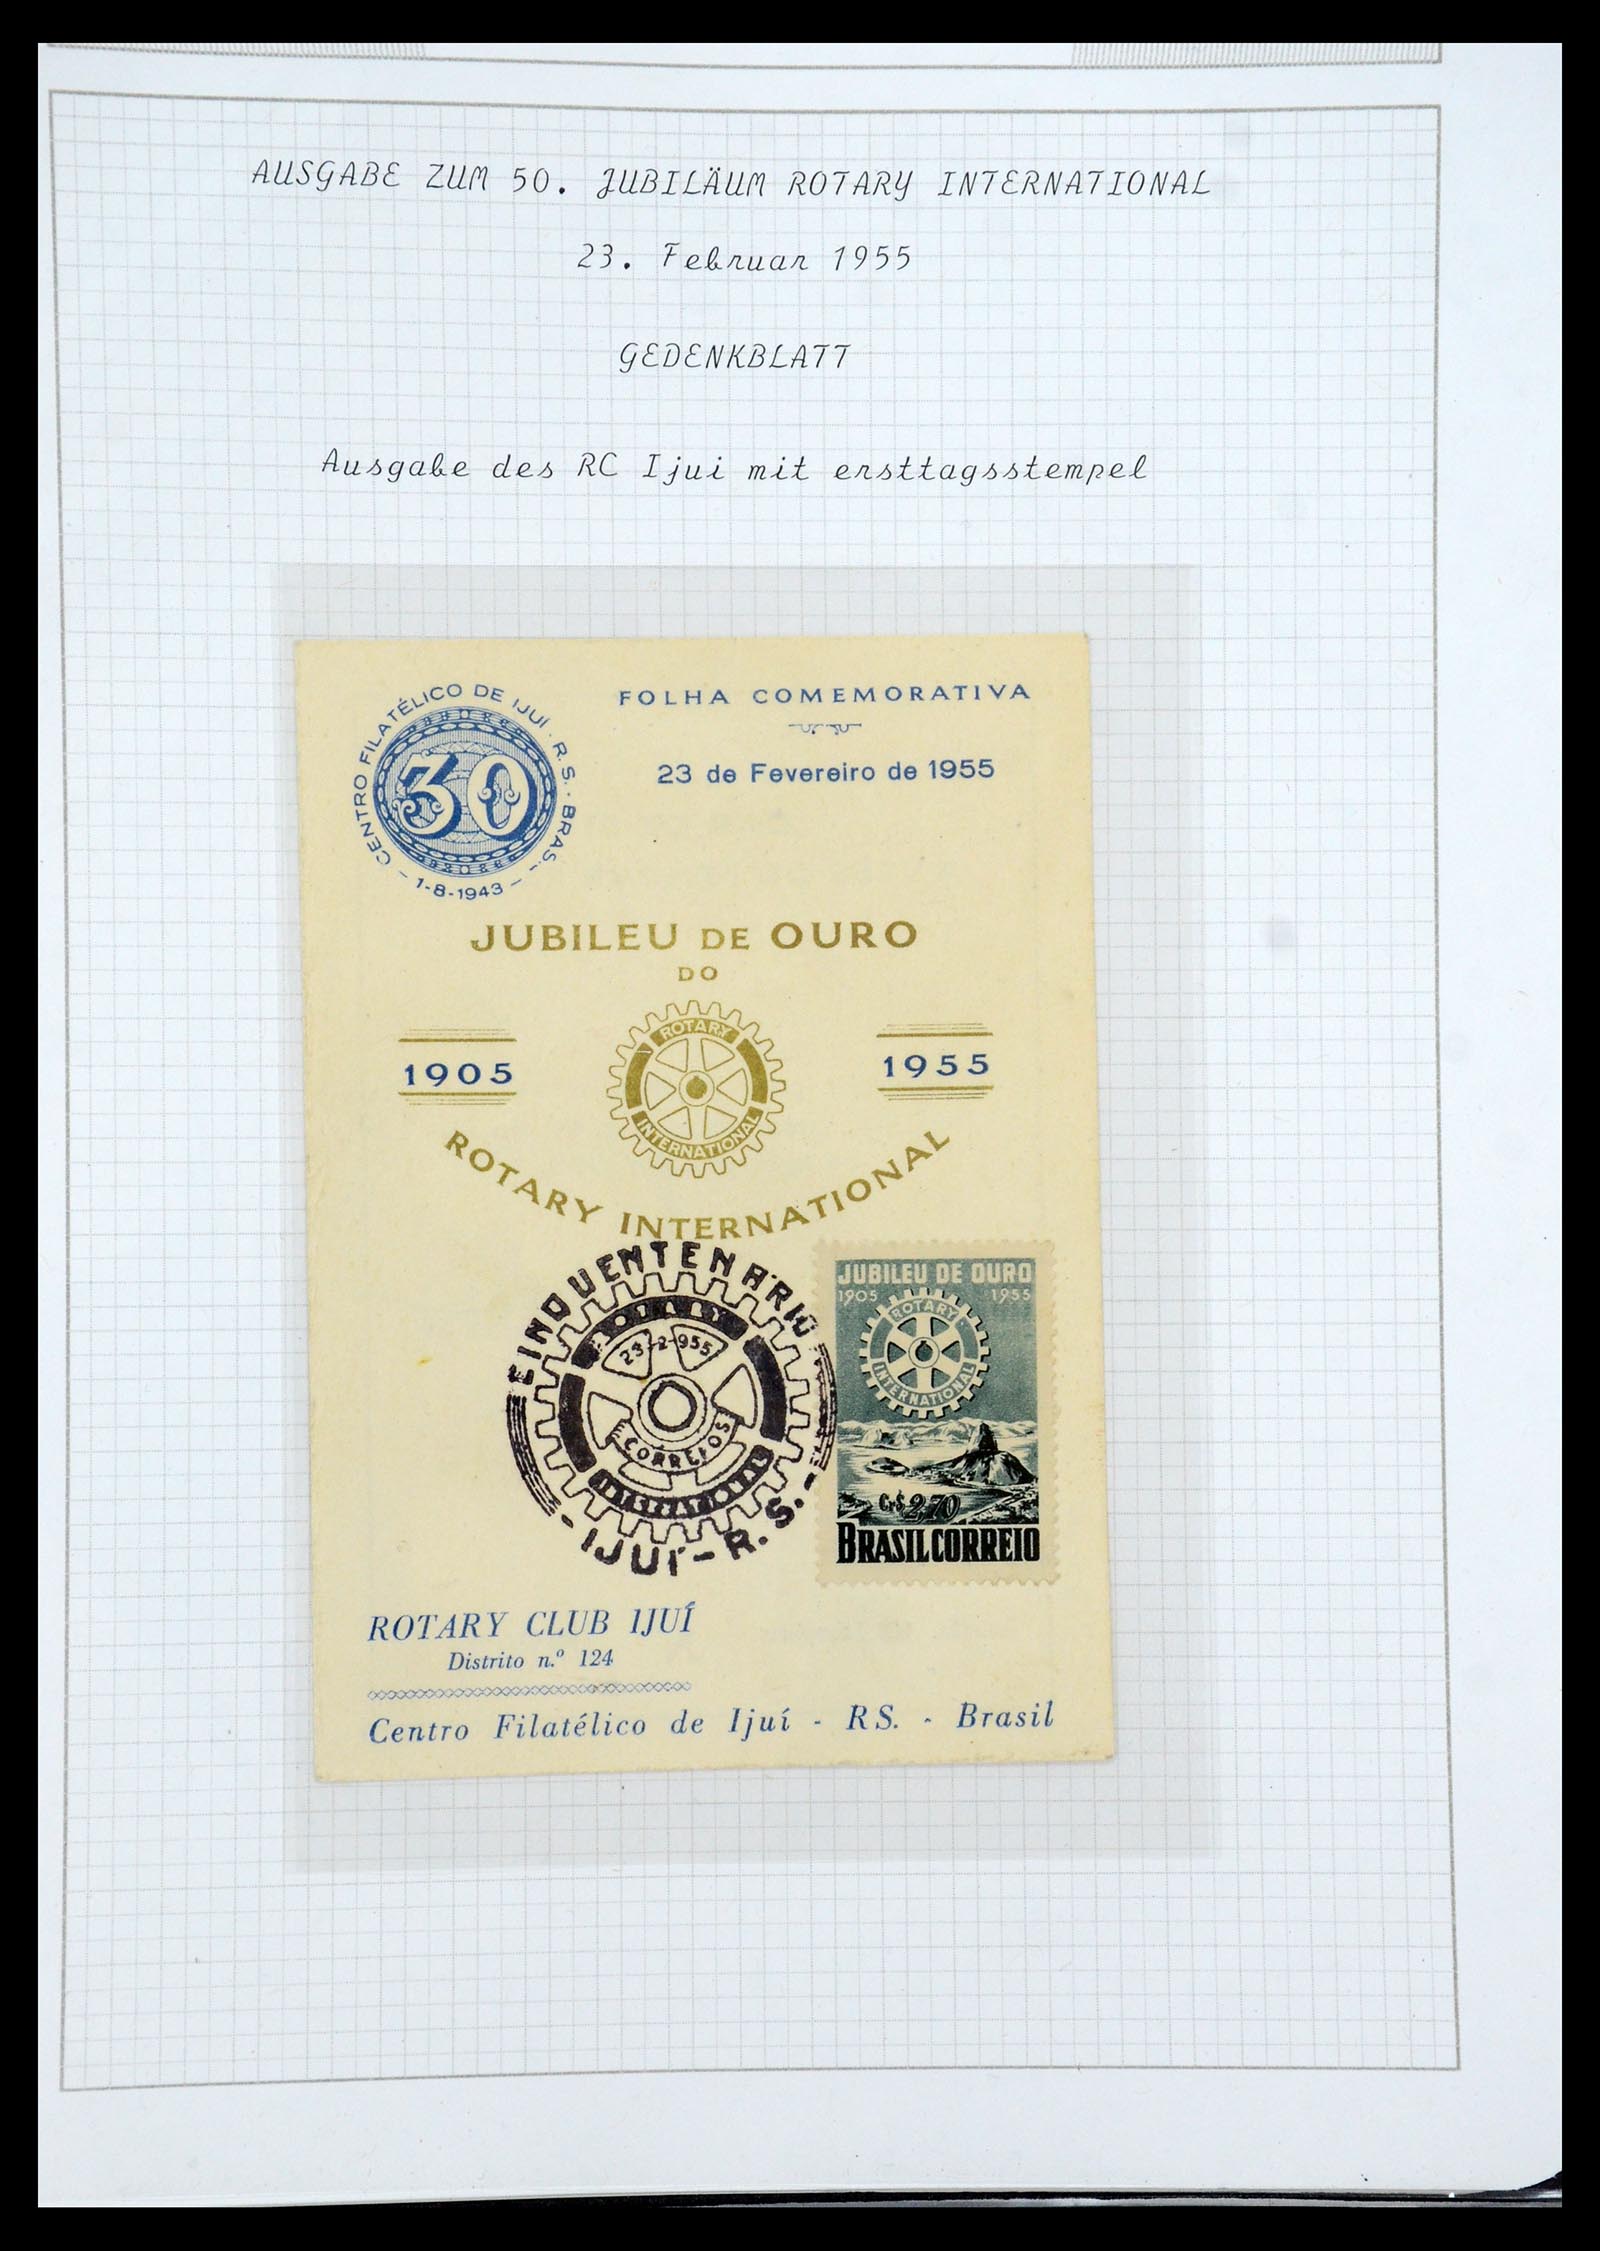 AUSGABE ZUM 50. JUBILÄUM ROTARY INTERNATIONAL
23. Februar 1955
GEDENKBLATT
Ausgabe des RC Ijui mit ersttagsstempel
CENTRO FILATÉLICO DE IJUÍ · R.S. · BRAS.
30
- 1-8-1943 -
FOLHA COMEMORATIVA
23 de Fevereiro de 1955
JUBILEU DE OURO
DO
1905
ROTARY
INTERNATIONAL
1955
ROTARY INTERNATIONAL
CINQUENTENÁRIO
ROTARY
23-2-955
CORREIOS
INTERNATIONAL
- IJUÍ - R.S. -
JUBILEU DE OURO
1905 1955
ROTARY
INTERNATIONAL
Cr$ 2,70
BRASIL CORREIO
ROTARY CLUB IJUÍ
Distrito n.º 124
Centro Filatélico de Ijuí - RS. - Brasil